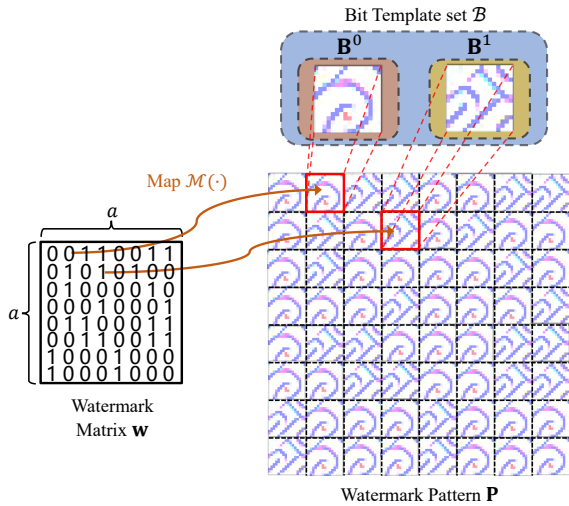 Bit Template set ℬ
B⁰ B¹
Map ℳ(·)
a
a
0 0 1 1 0 0 1 1
0 1 0 1 0 1 0 0
0 0 0 0 0 0 1 0
0 0 0 1 0 0 0 1
0 1 1 0 0 0 1 1
0 0 1 1 0 0 0 0
1 0 0 0 1 0 0 0
1 0 0 0 1 0 0 0
Watermark
Matrix w
Watermark Pattern P